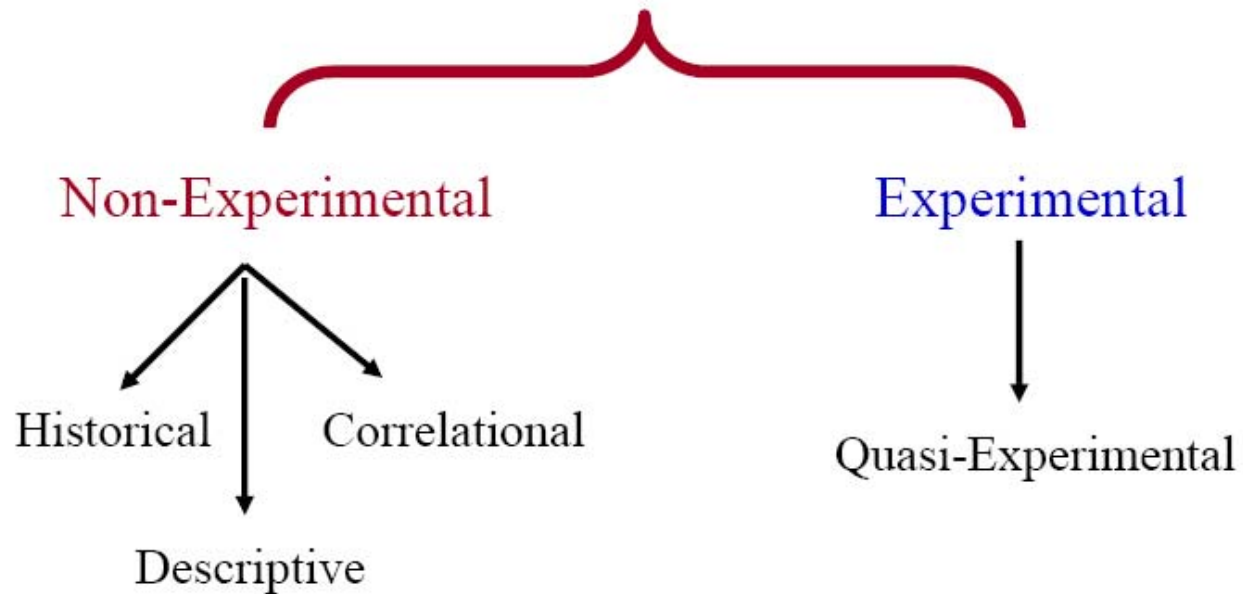 Non-Experimental
Experimental
Historical
Correlational
Quasi-Experimental
Descriptive